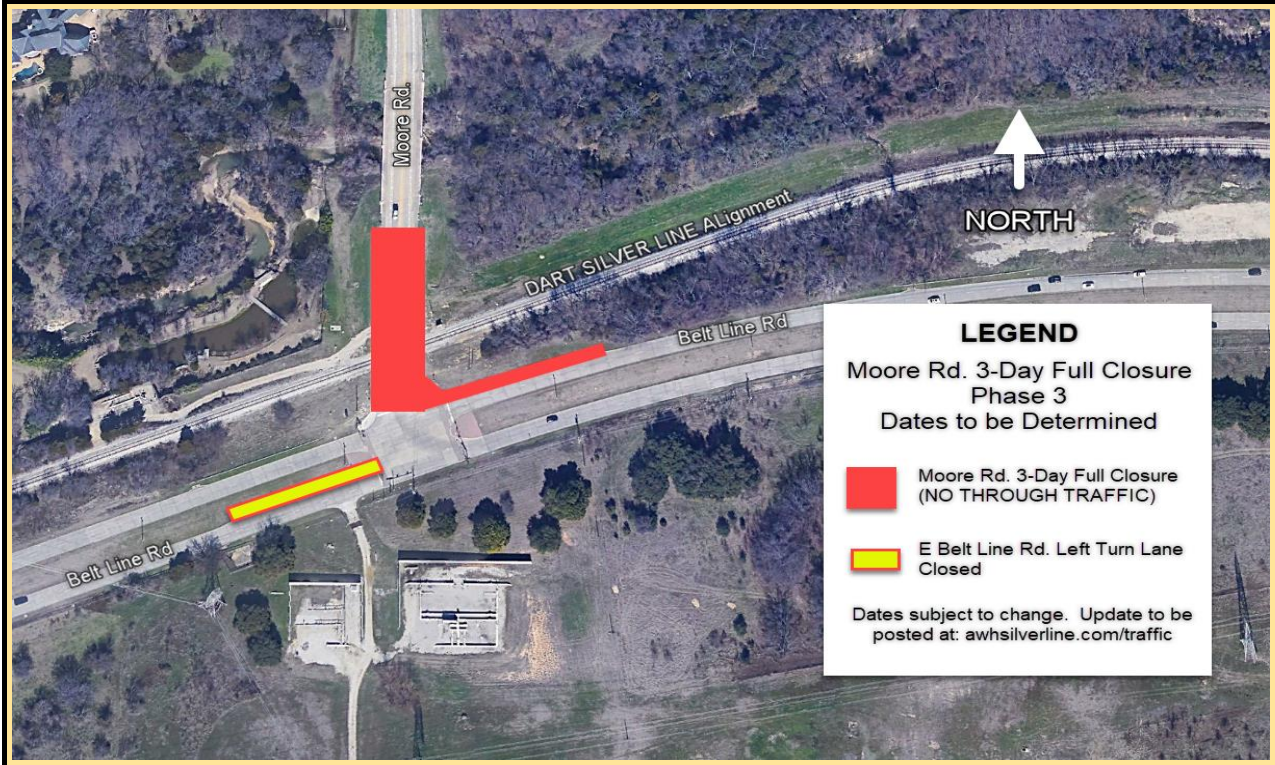 Moore Rd.
DART SILVER LINE ALignment
NORTH
Belt Line Rd
Belt Line Rd
LEGEND
Moore Rd. 3-Day Full Closure
Phase 3
Dates to be Determined
Moore Rd. 3-Day Full Closure
(NO THROUGH TRAFFIC)
E Belt Line Rd. Left Turn Lane
Closed
Dates subject to change. Update to be
posted at: awhsilverline.com/traffic